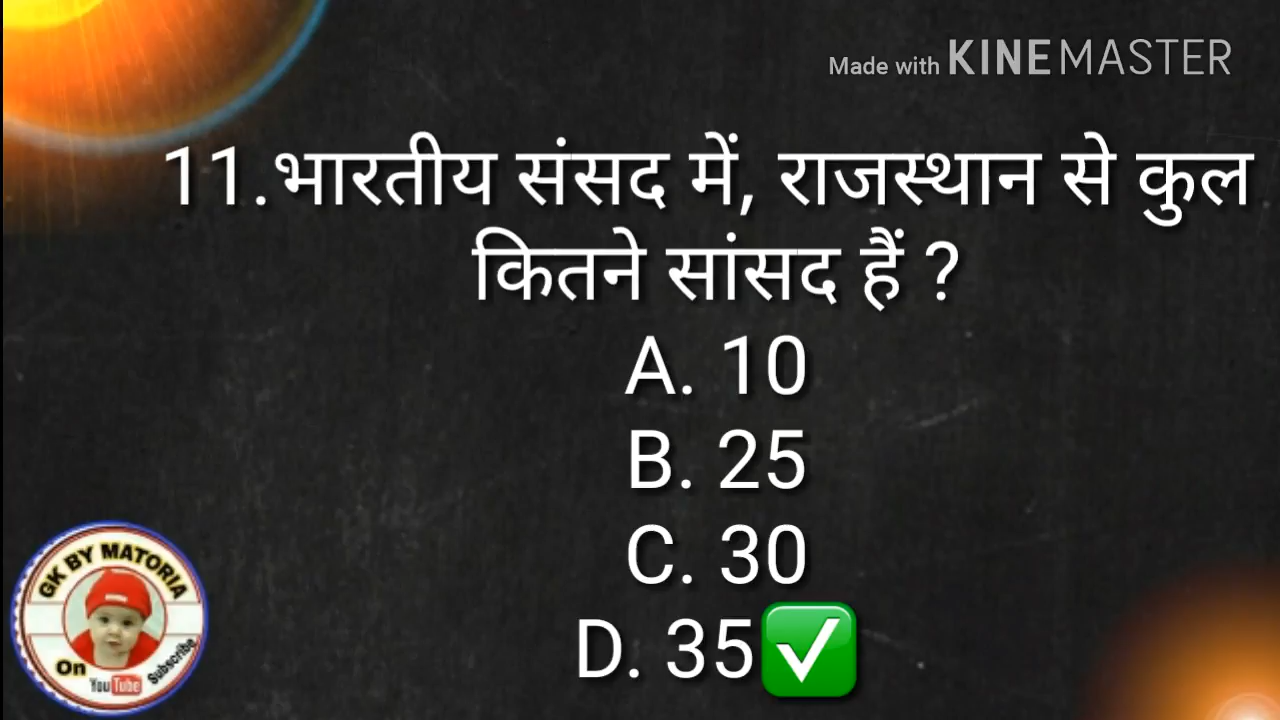 Made with KINEMASTER
11.भारतीय संसद में, राजस्थान से कुल
कितने सांसद हैं ?
A. 10
B. 25
C. 30
D. 35✅
GK BY MATORIA
On YouTube Subscribe